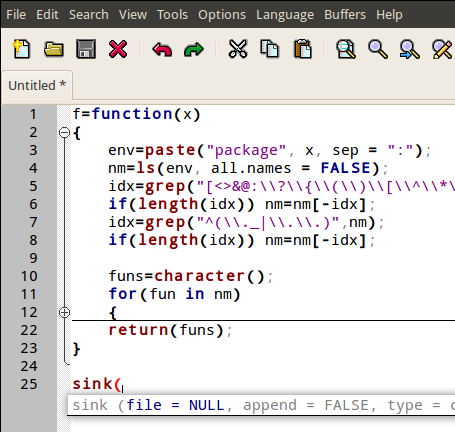 File Edit Search View Tools Options Language Buffers Help
Untitled *
1 f=function(x)
2 {
3 env=paste("package", x, sep = ":");
4 nm=ls(env, all.names = FALSE);
5 idx=grep("[<>&@:\\?\\{\\(\\)\\[\\^\\*\
6 if(length(idx)) nm=nm[-idx];
7 idx=grep("^(\\._|\\.\\.)",nm);
8 if(length(idx)) nm=nm[-idx];
9
10 funs=character();
11 for(fun in nm)
12 {
22 return(funs);
23 }
24
25 sink(
sink (file = NULL, append = FALSE, type = c